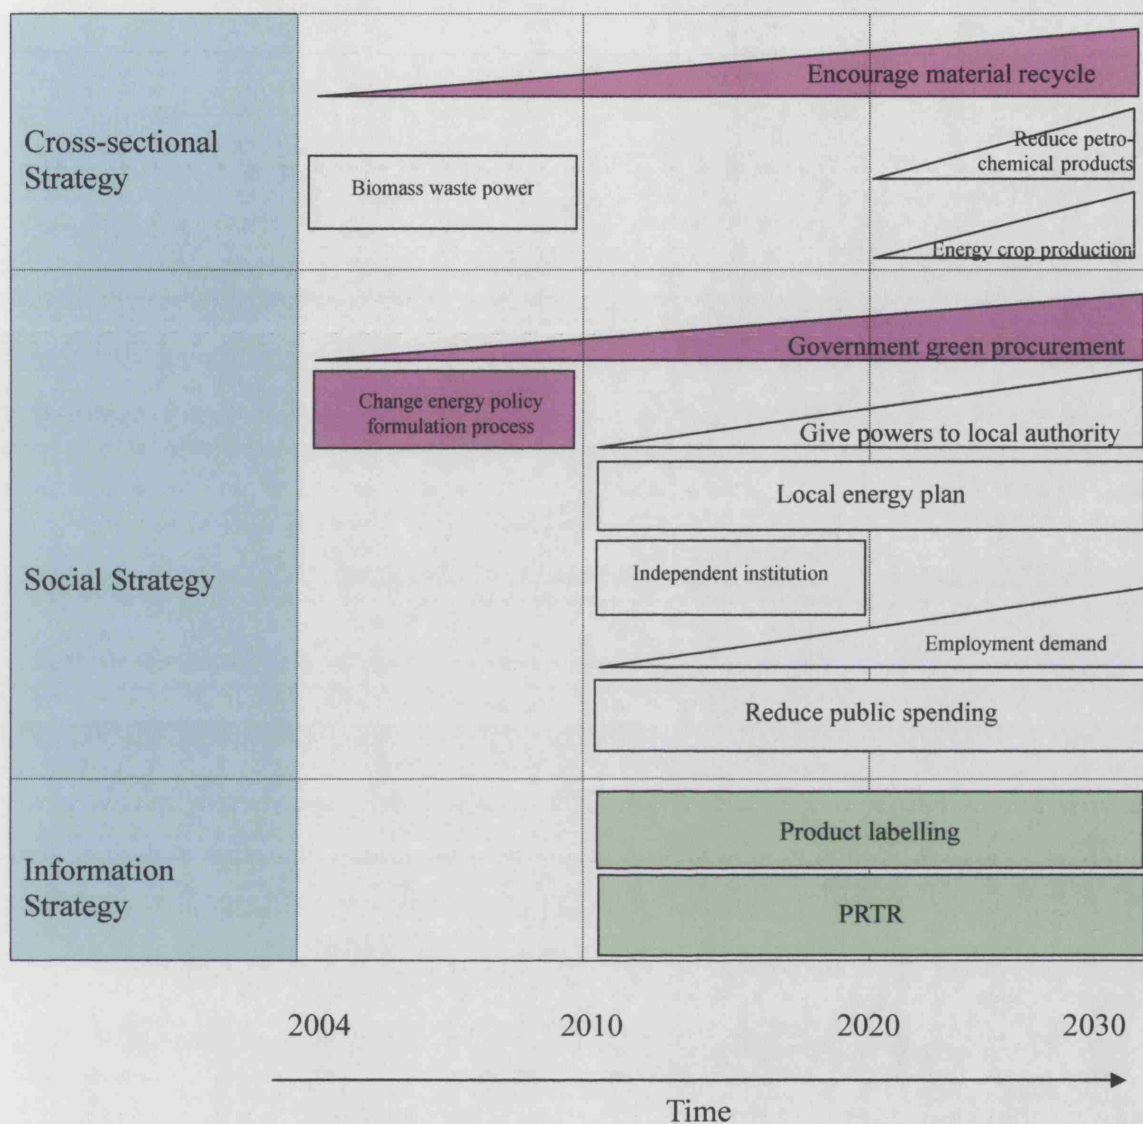 Encourage material recycle
Cross-sectional
Strategy
Reduce petro-
chemical products
Biomass waste power
Energy crop production
Government green procurement
Change energy policy
formulation process
Give powers to local authority
Local energy plan
Social Strategy
Independent institution
Employment demand
Reduce public spending
Information
Strategy
Product labelling
PRTR
2004 2010 2020 2030
Time